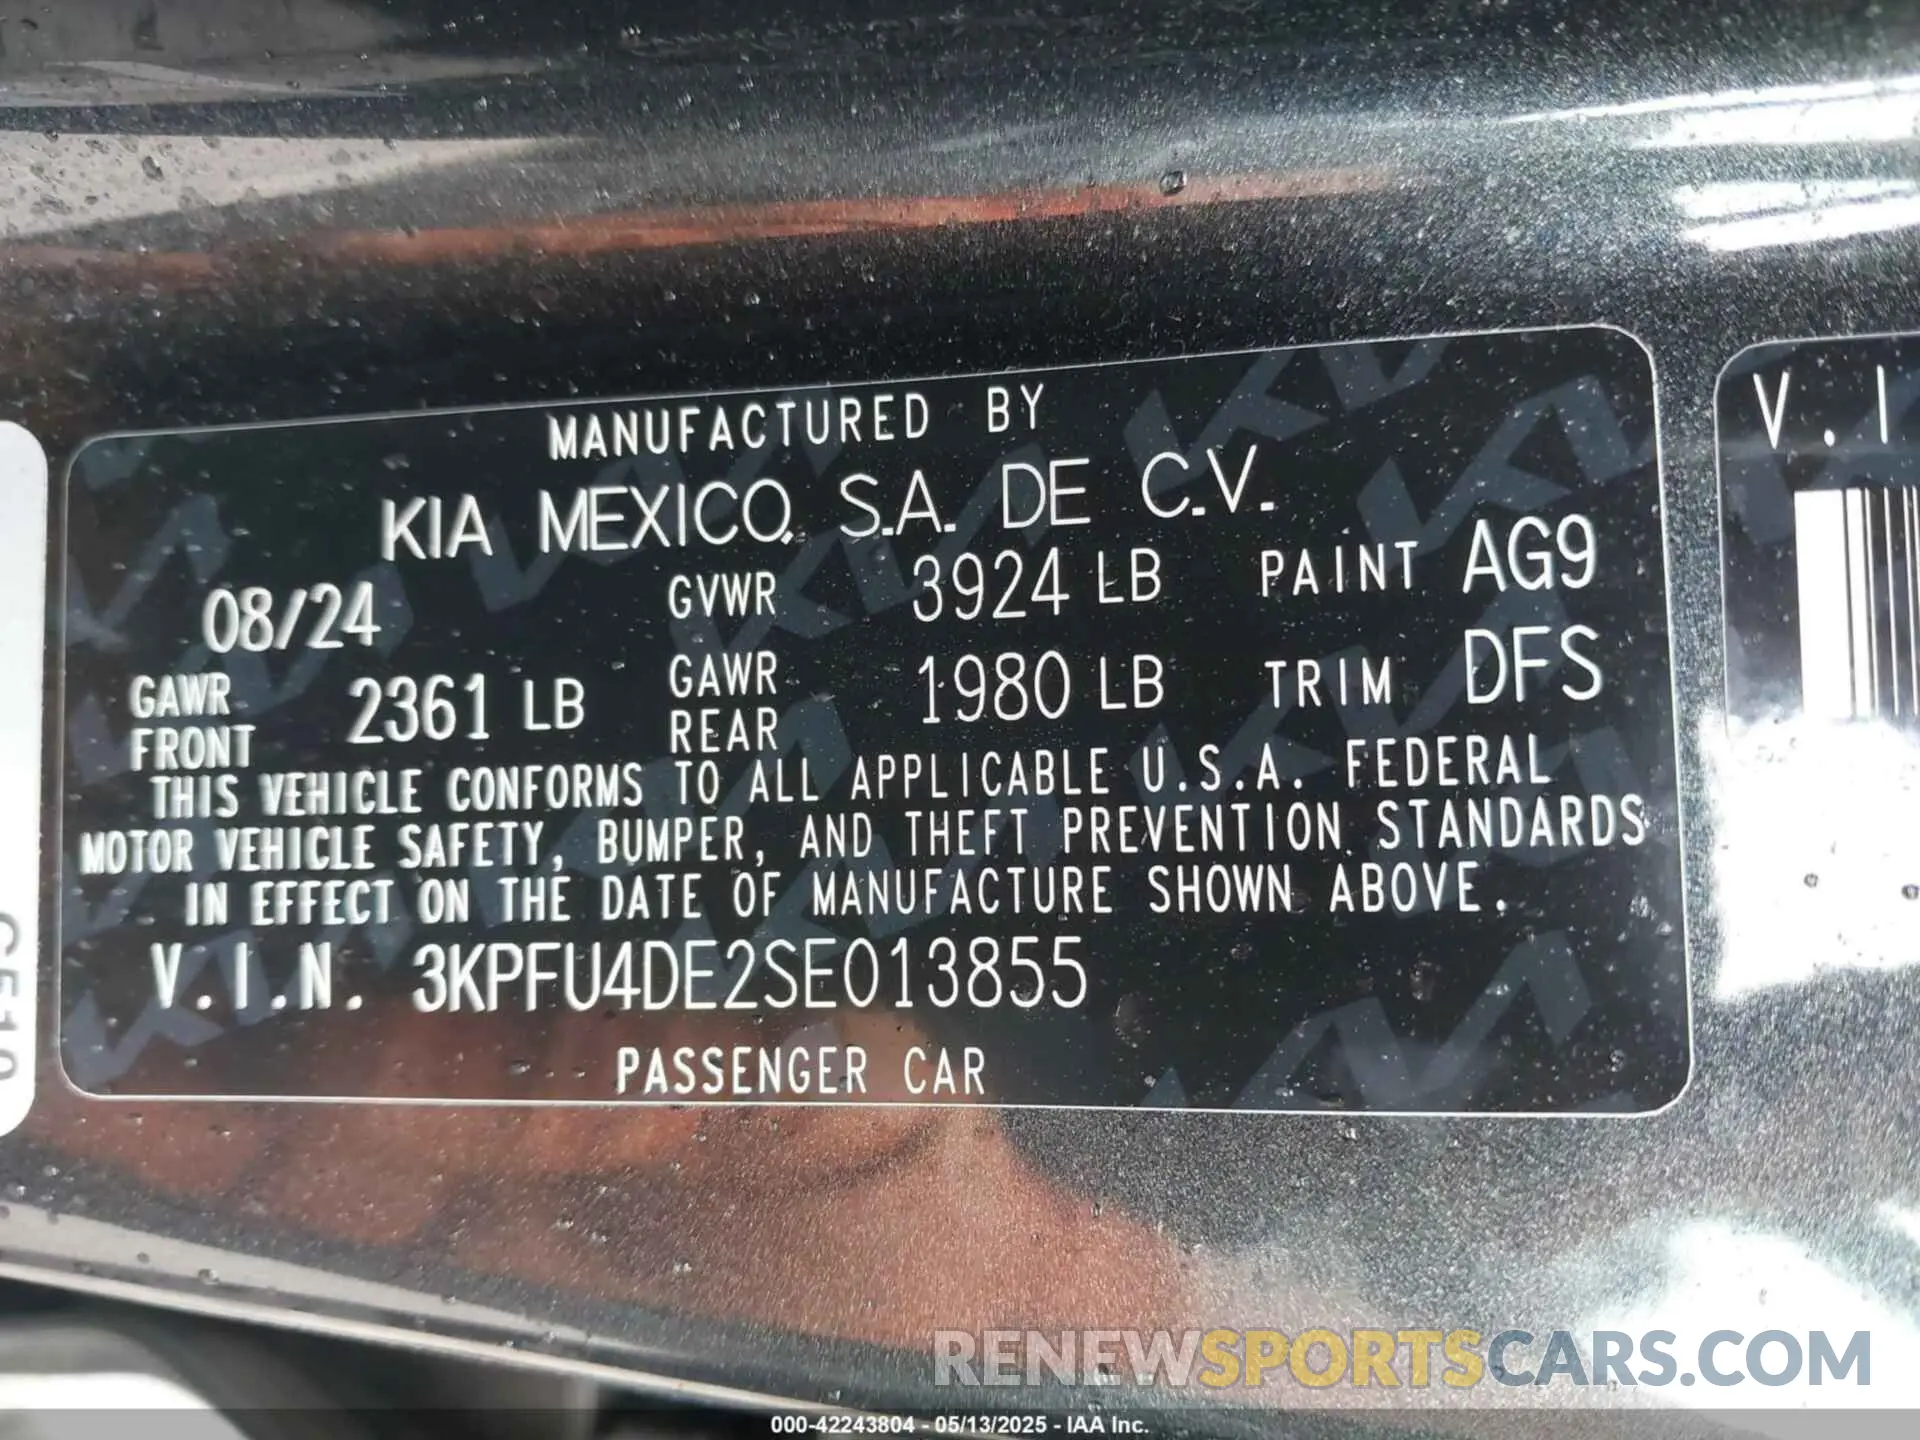 MANUFACTURED BY
KIA MEXICO, S.A. DE C.V.
08/24 GVWR 3924 LB PAINT AG9
GAWR FRONT 2361 LB GAWR REAR 1980 LB TRIM DFS
THIS VEHICLE CONFORMS TO ALL APPLICABLE U.S.A. FEDERAL
MOTOR VEHICLE SAFETY, BUMPER, AND THEFT PREVENTION STANDARDS
IN EFFECT ON THE DATE OF MANUFACTURE SHOWN ABOVE.
V.I.N. 3KPFU4DE2SE013855
PASSENGER CAR
V.I
RENEWSPORTSCARS.COM
000-42243804 - 05/13/2025 - IAA Inc.